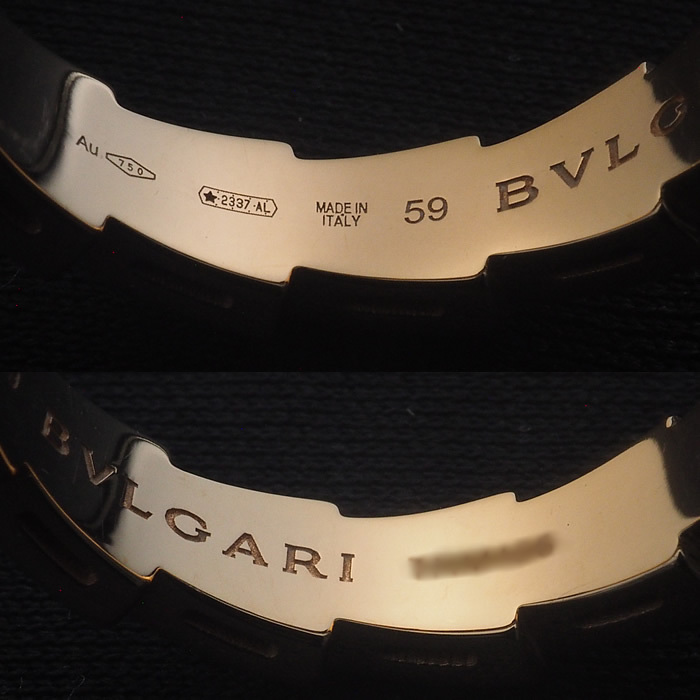 Au 750
★2337·AL
MADE IN
ITALY
59
BVLG
BVLGARI